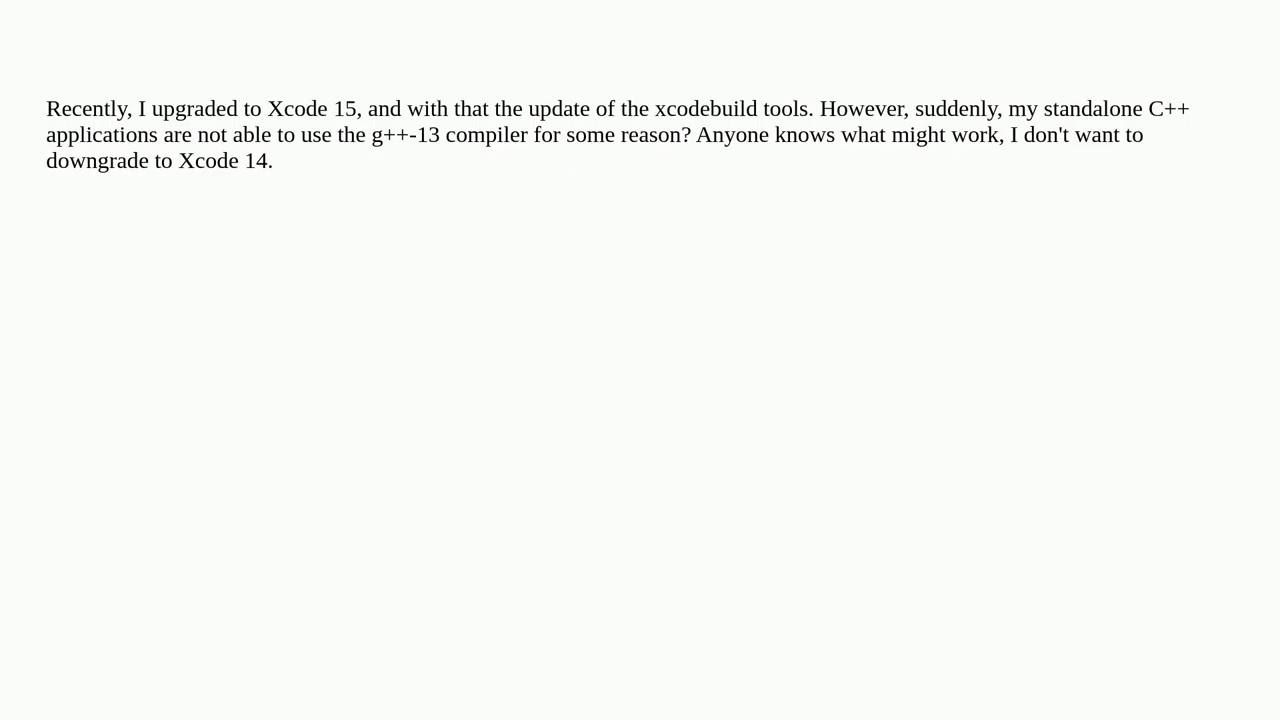 Recently, I upgraded to Xcode 15, and with that the update of the xcodebuild tools. However, suddenly, my standalone C++
applications are not able to use the g++-13 compiler for some reason? Anyone knows what might work, I don't want to
downgrade to Xcode 14.